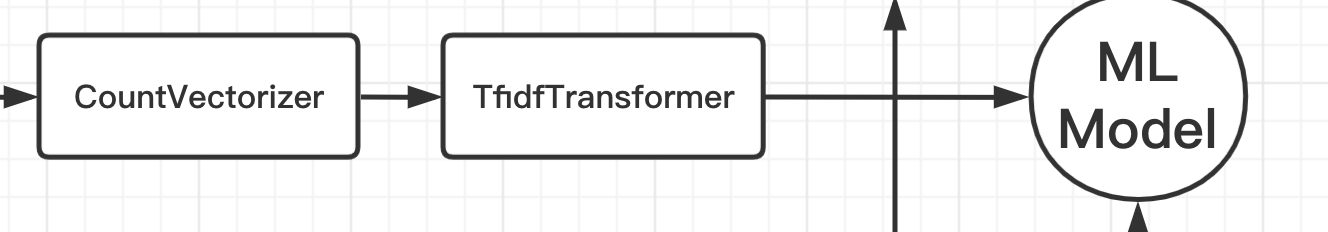 CountVectorizer
TfidfTransformer
ML
Model